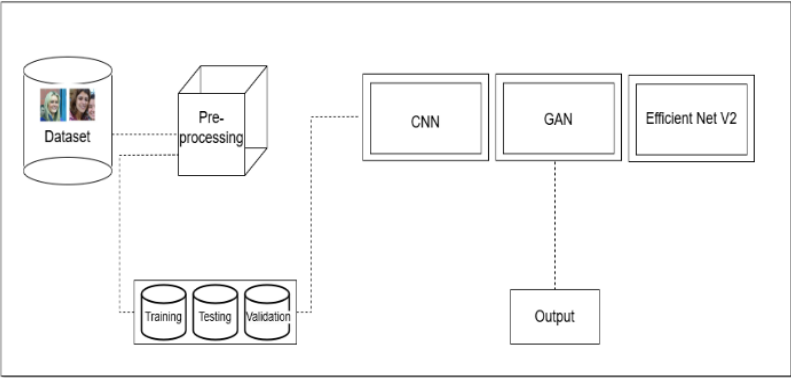 Dataset
Pre-
processing
CNN
GAN
Efficient Net V2
Training
Testing
Validation
Output